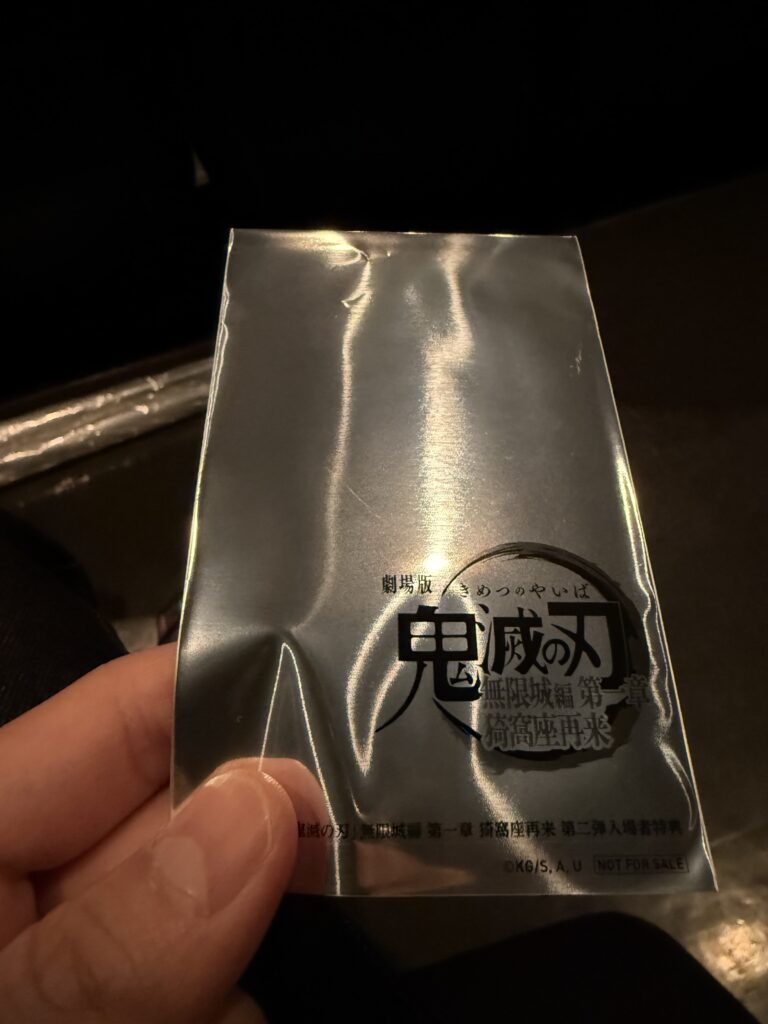 劇場版
きめつのやいば
鬼滅の刃
無限城編 第一章
猗窩座再来
鬼滅の刃」無限城編 第一章 猗窩座再来 第二弾入場者特典
©KG/S, A, U NOT FOR SALE